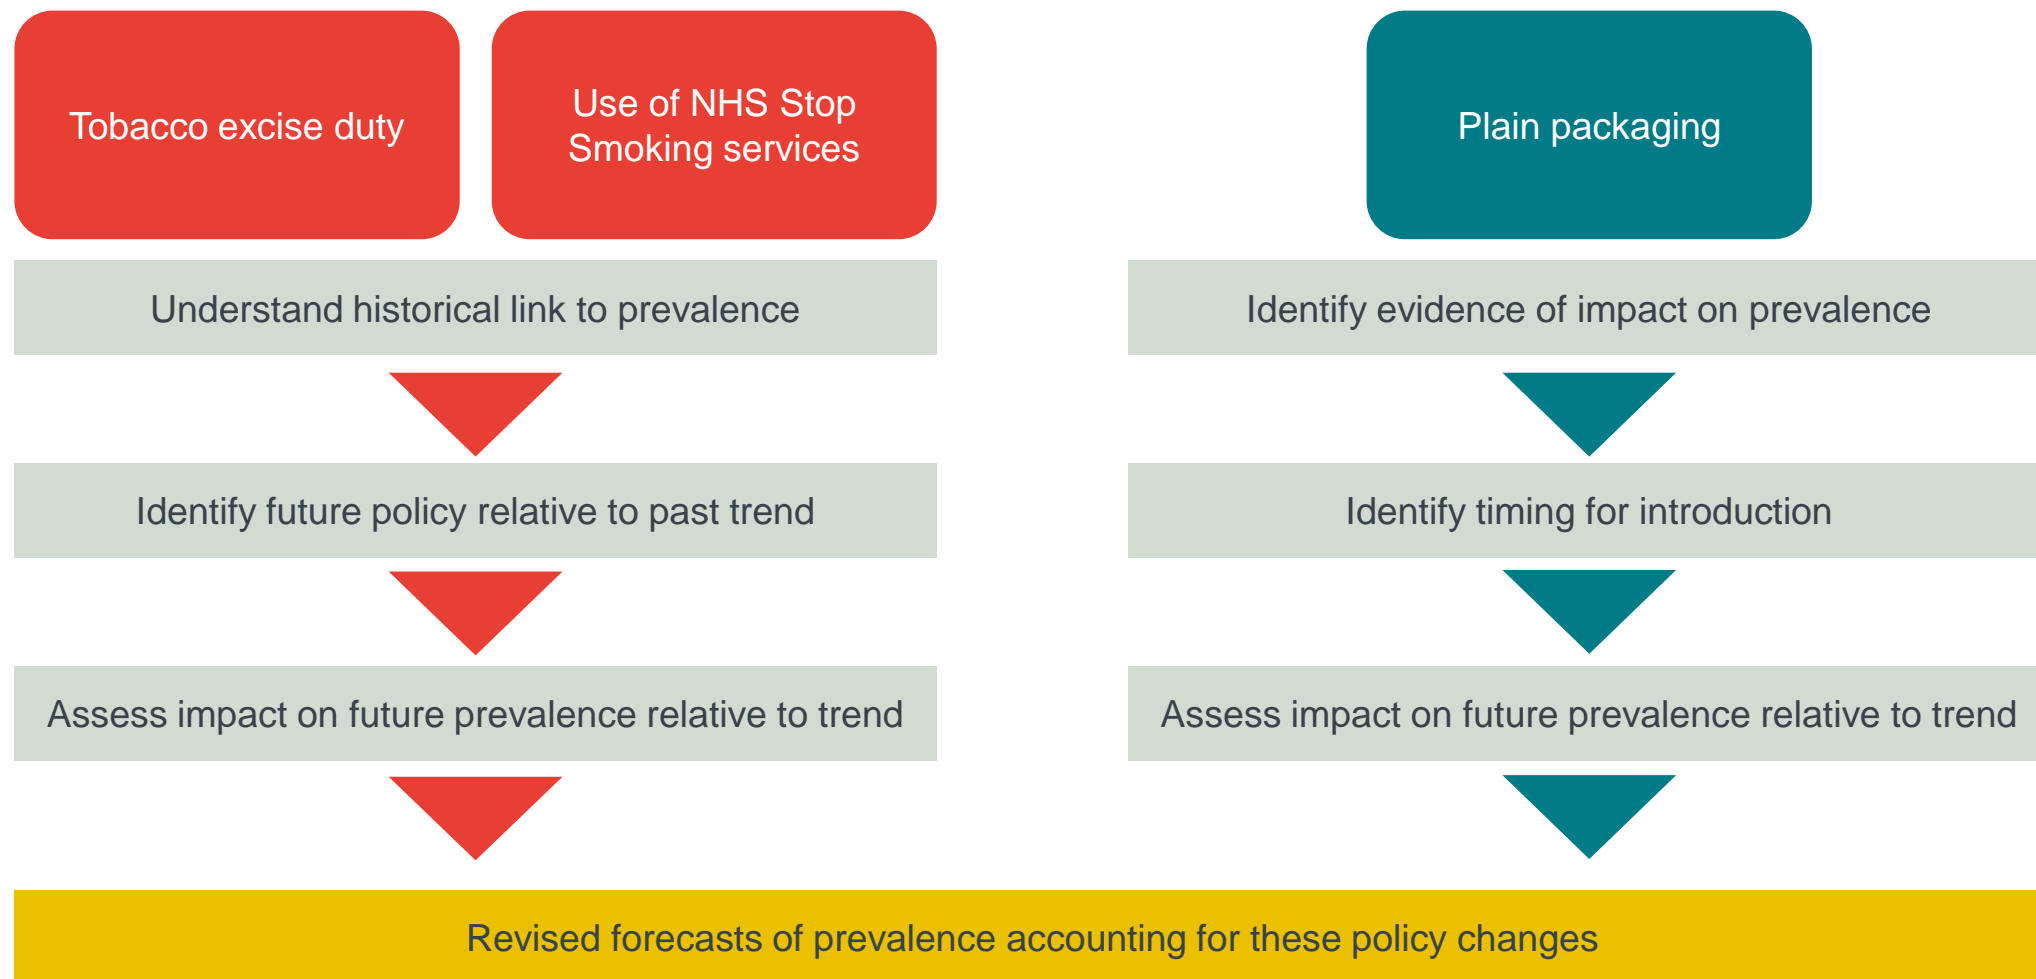 Tobacco excise duty
Use of NHS Stop
Smoking services
Plain packaging
Understand historical link to prevalence
Identify evidence of impact on prevalence
Identify future policy relative to past trend
Identify timing for introduction
Assess impact on future prevalence relative to trend
Assess impact on future prevalence relative to trend
Revised forecasts of prevalence accounting for these policy changes